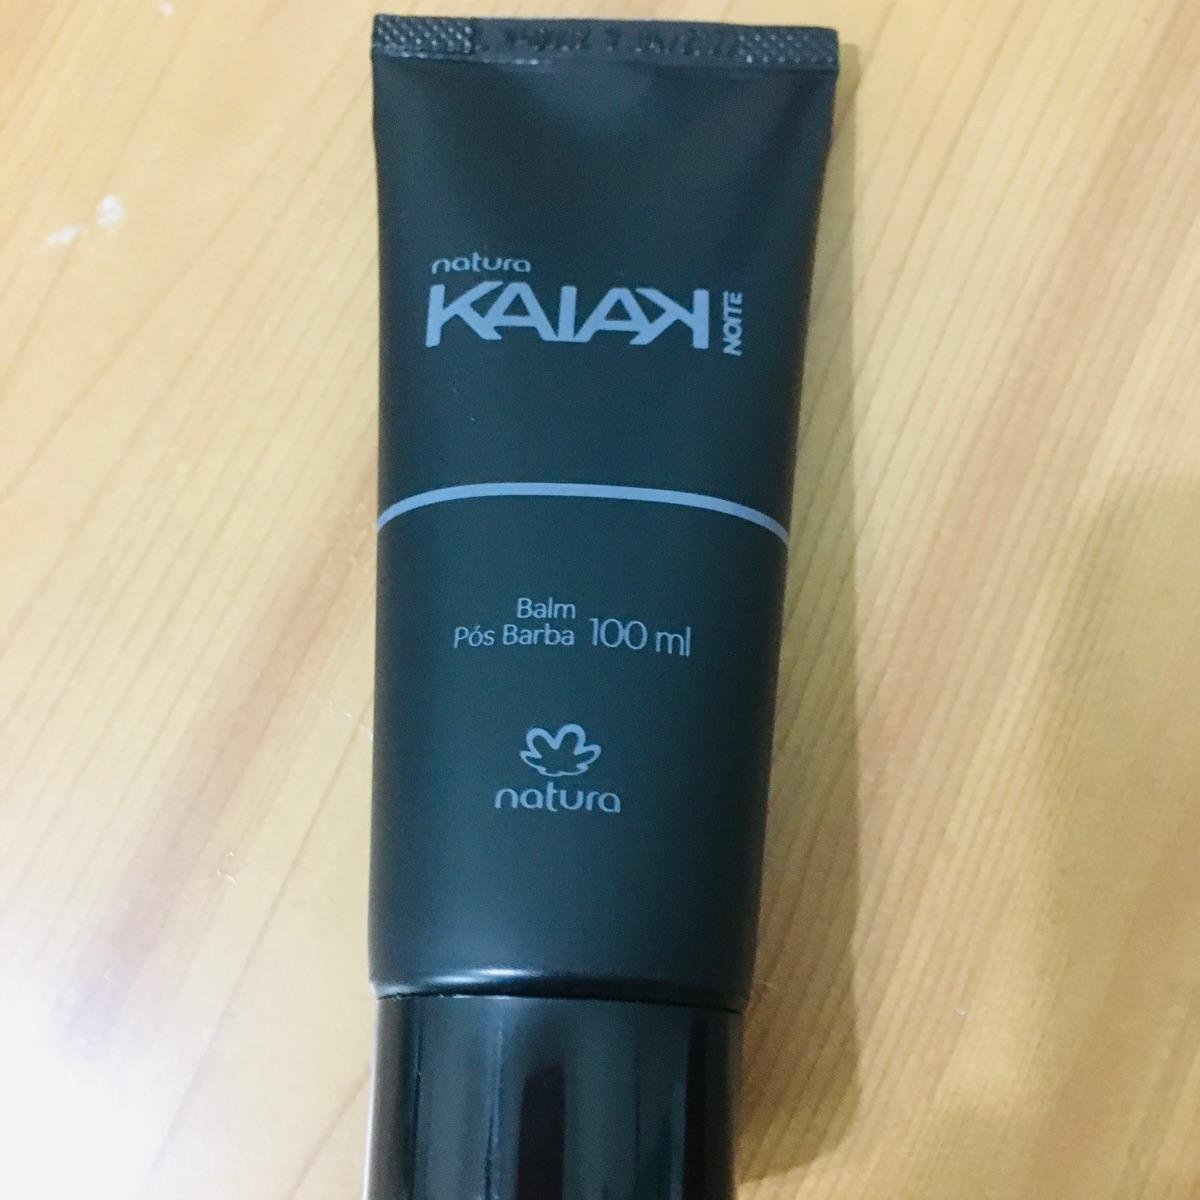 natura
KAIAK NOITE
Balm
Pós Barba 100 ml
natura